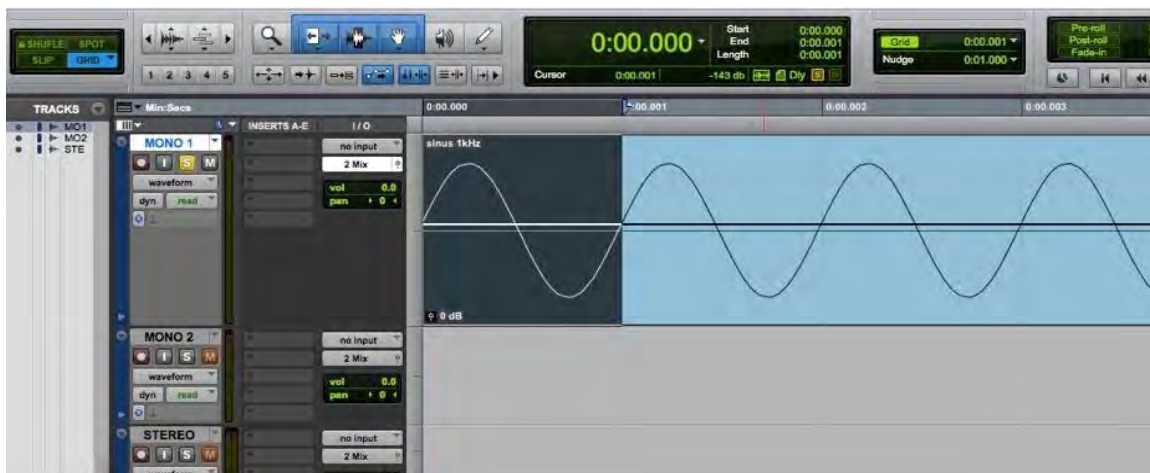 SHUFFLE SPOT
SLIP GRID
1 2 3 4 5
0:00.000
Start 0:00.000
End 0:00.001
Length 0:00.001
Cursor 0:00.001 -143 db Dly S
Grid 0:00.001
Nudge 0:01.000
Pre-roll
Post-roll
Fade-in
TRACKS
MO1
MO2
STE
Min:Secs
0:00.000 0:00.001 0:00.002 0:00.003
INSERTS A-E I/O
MONO 1
I S M
waveform
dyn read
no input
2 Mix
vol 0.0
pan 0
sinus 1kHz
0 dB
MONO 2
I S M
waveform
dyn read
no input
2 Mix
vol 0.0
pan 0
STEREO
I S M
no input
2 Mix